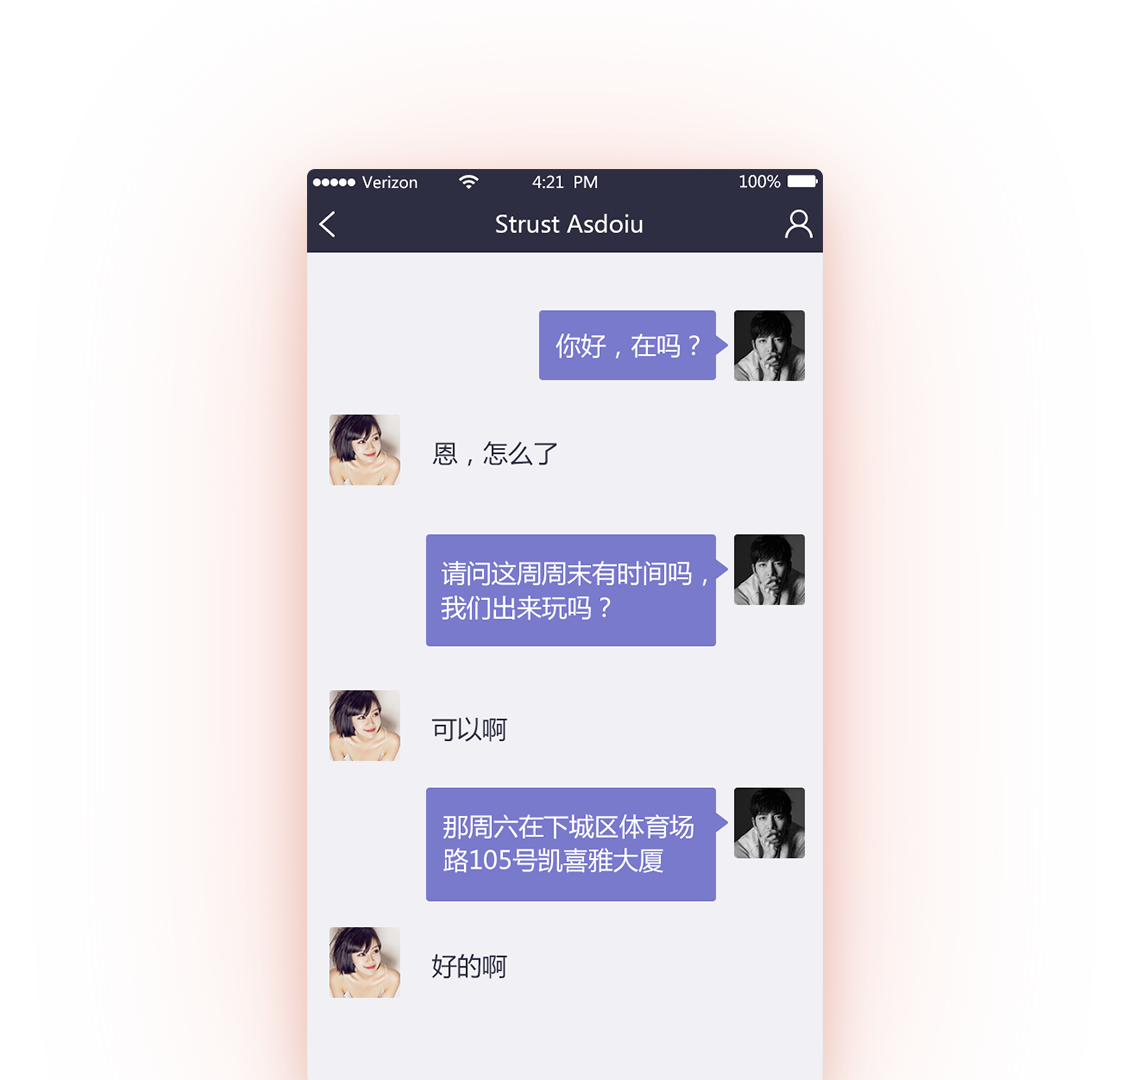 Verizon 4:21 PM 100%
Strust Asdoiu
你好，在吗？
恩，怎么了
请问这周周末有时间吗，
我们出来玩吗？
可以啊
那周六在下城区体育场
路105号凯喜雅大厦
好的啊